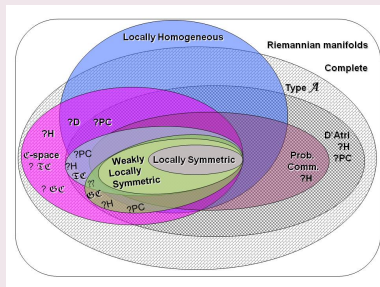 Locally Homogeneous
Riemannian manifolds
Complete
Type 𝒜
?D ?PC
?H
D'Atri
?H
?PC
ℭ-space
? 𝔗ℭ
?PC
?H
𝔗ℭ
Weakly
Locally
Symmetric
Locally Symmetric
Prob.
Comm.
?H
? 𝔊ℭ
??
𝔊ℭ
?H
?PC